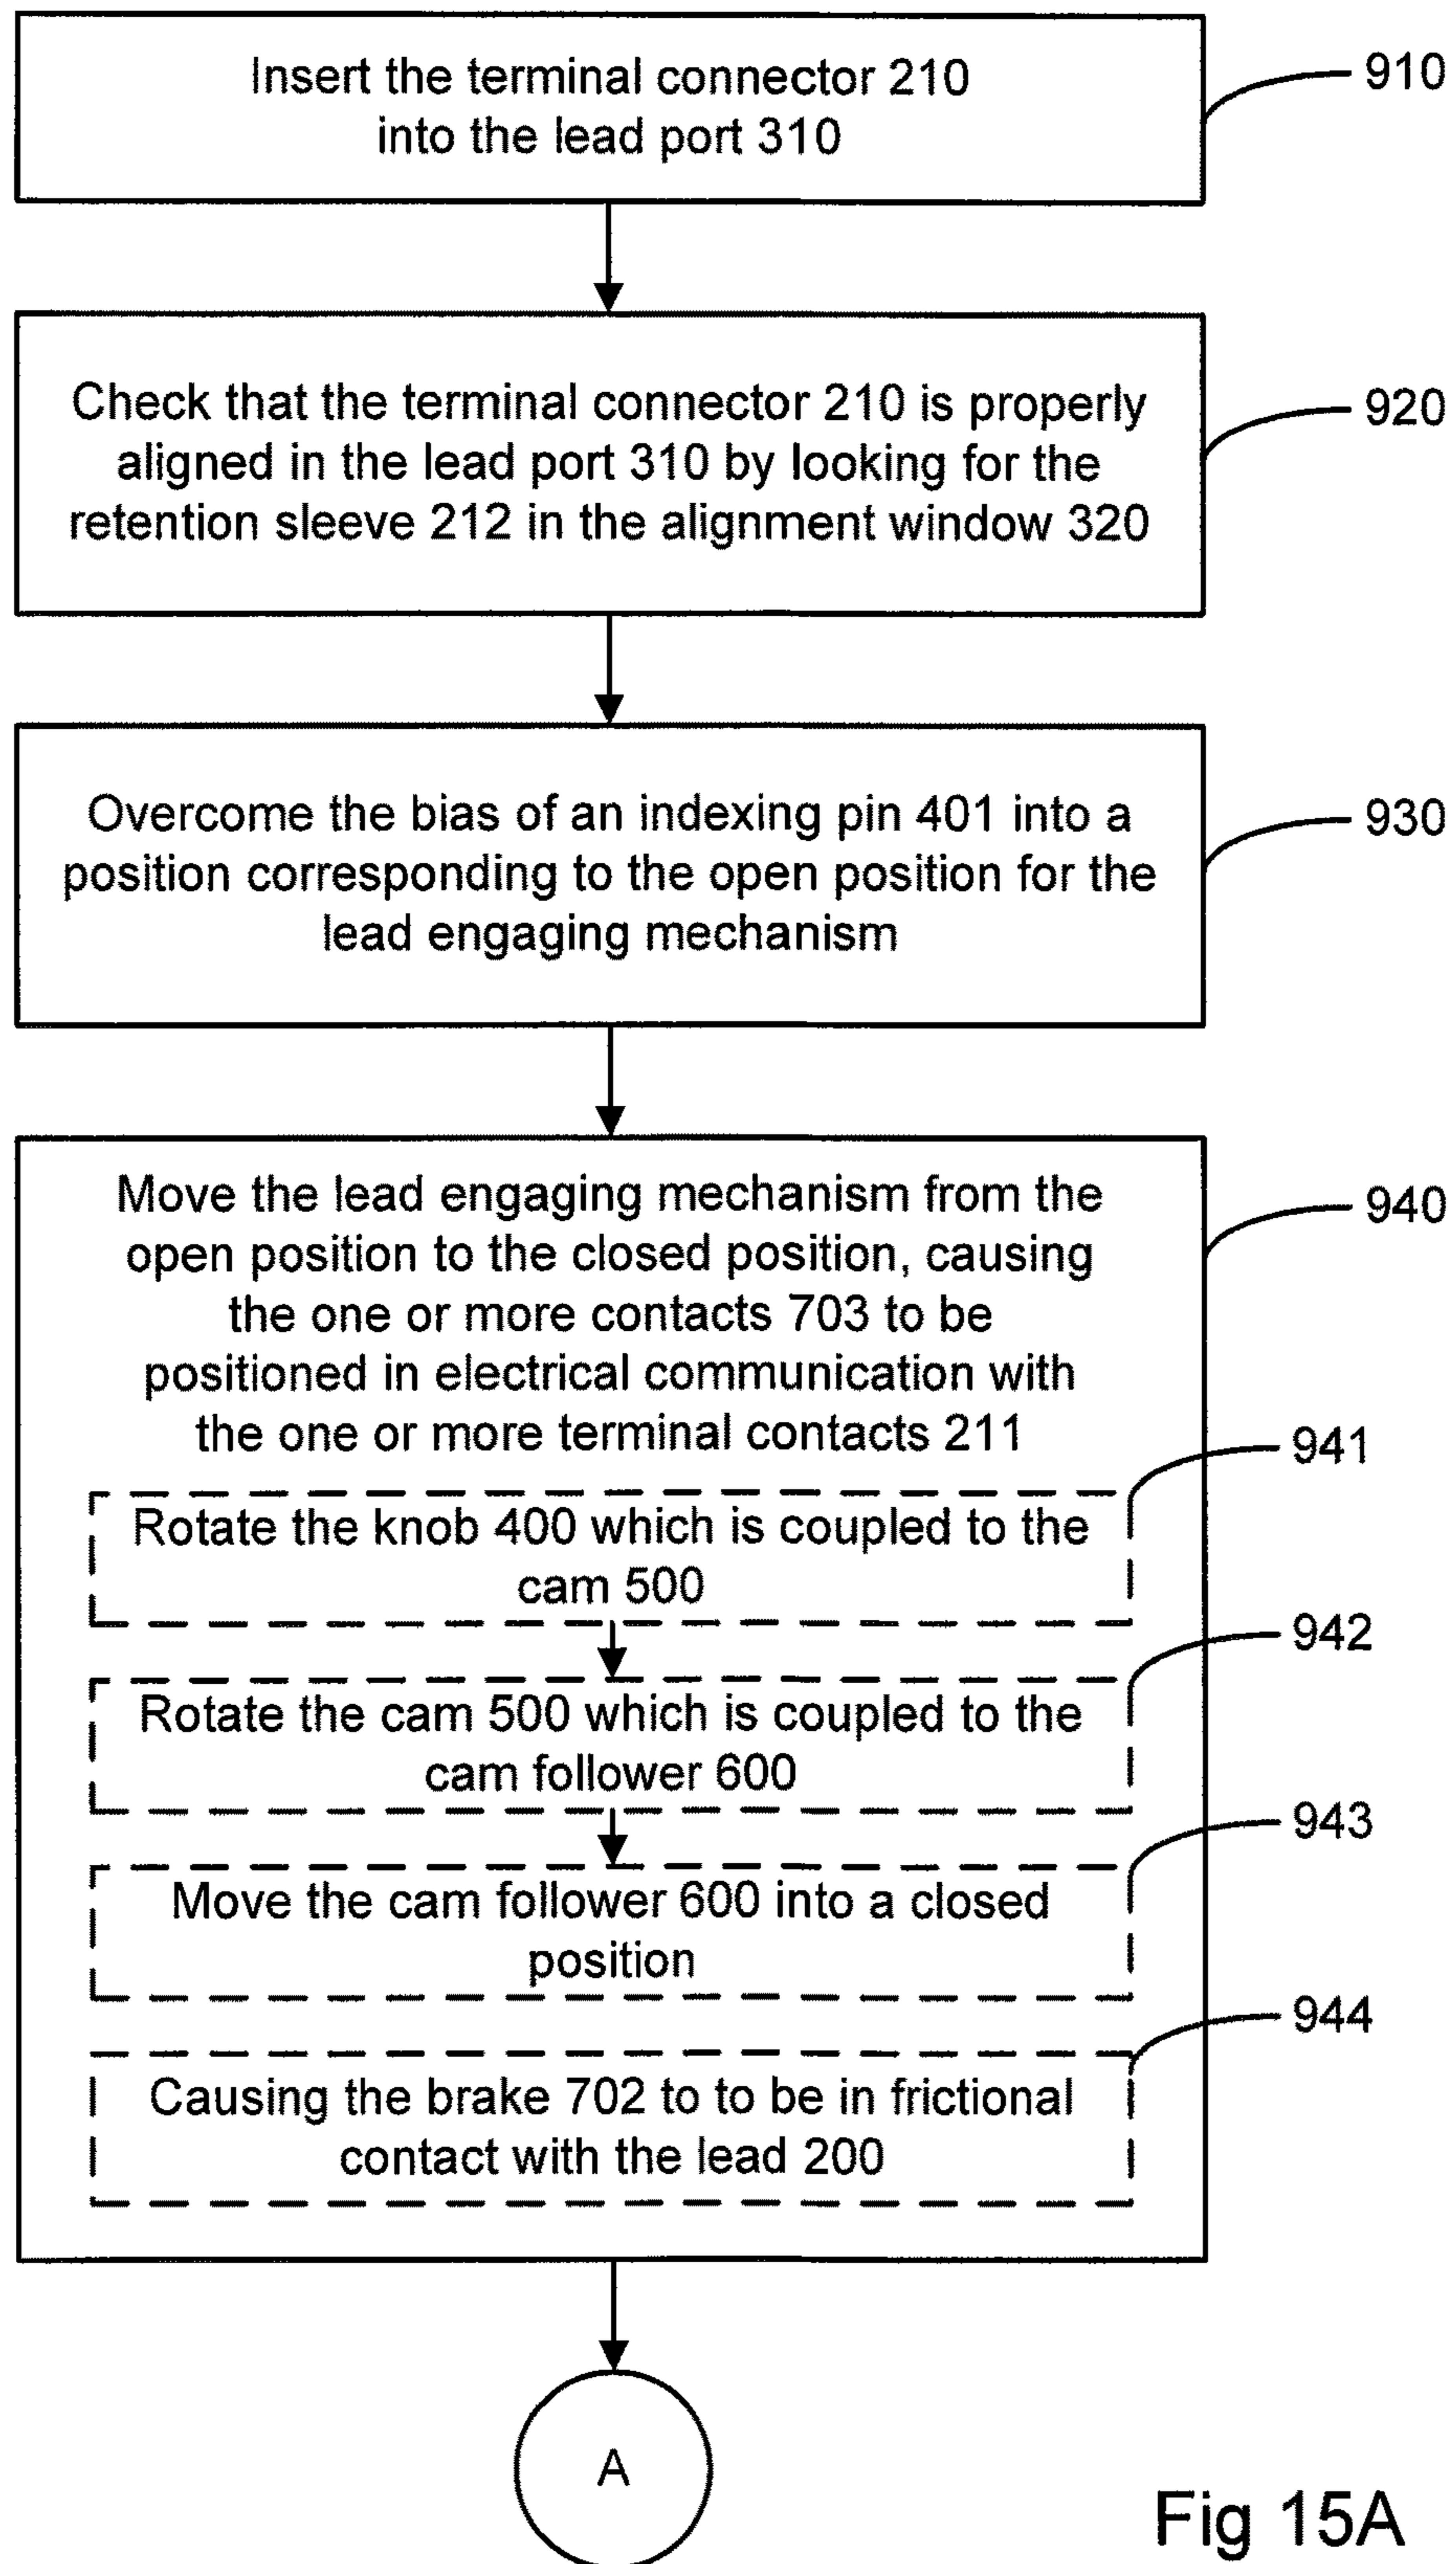 Insert the terminal connector 210
into the lead port 310
910
Check that the terminal connector 210 is properly
aligned in the lead port 310 by looking for the
retention sleeve 212 in the alignment window 320
920
Overcome the bias of an indexing pin 401 into a
position corresponding to the open position for the
lead engaging mechanism
930
Move the lead engaging mechanism from the
open position to the closed position, causing
the one or more contacts 703 to be
positioned in electrical communication with
the one or more terminal contacts 211
940
Rotate the knob 400 which is coupled to the
cam 500
941
Rotate the cam 500 which is coupled to the
cam follower 600
942
Move the cam follower 600 into a closed
position
943
Causing the brake 702 to to be in frictional
contact with the lead 200
944
A
Fig 15A